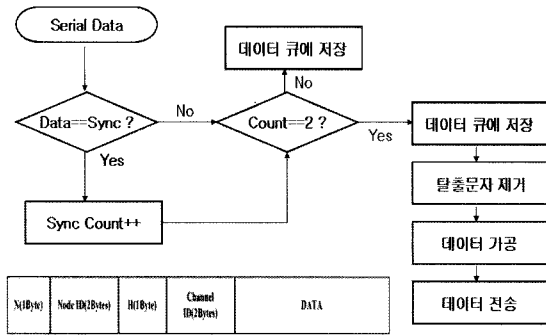 Serial Data
데이터 큐에 저장
No
Data==Sync ?
No
Count==2 ?
Yes
데이터 큐에 저장
Yes
탈출문자 제거
Sync Count++
데이터 가공
데이터 전송
N(1Byte) Node ID(2Bytes) H(1Byte) Channel ID(2Bytes) DATA